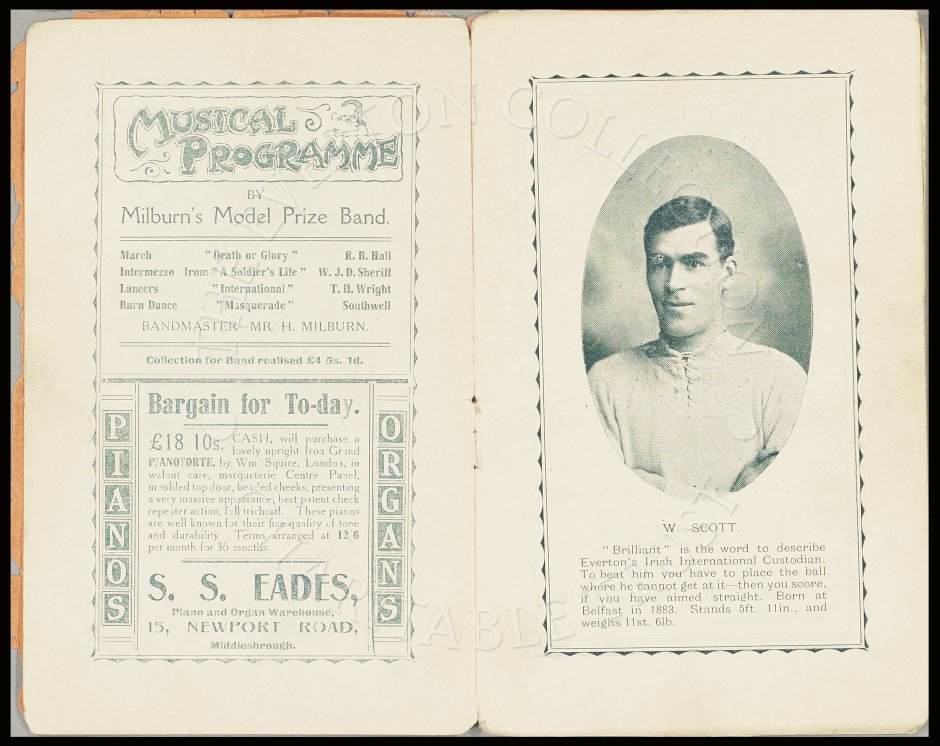 MUSICAL
PROGRAMME
BY
Milburn's Model Prize Band.
March "Death or Glory" R. B. Hall
Intermezzo from "A Soldier's Life" W. J. D. Sheriff
Lancers "International" T. H. Wright
Barn Dance "Masquerade" Southwell
BANDMASTER MR. H. MILBURN.
Collection for Band realised £4 5s. 1d.
PIANOS
Bargain for To-day.
£18 10s. CASH, will purchase a
lovely upright Iron Grand
PIANOFORTE, by Wm. Squire, London, in
walnut case, marqueterie Centre Panel,
moulded top door, beaded cheeks, presenting
a very massive appearance, best patent check
repeater action, full trichord. These pianos
are well known for their fine quality of tone
and durability Terms arranged at 12/6
per month for 36 months.
S. S. EADES,
Piano and Organ Warehouse,
15, NEWPORT ROAD,
Middlesbrough.
ORGANS
W. SCOTT.
"Brilliant" is the word to describe
Everton's Irish International Custodian.
To beat him you have to place the ball
where he cannot get at it—then you score,
if you have aimed straight. Born at
Belfast in 1883. Stands 5ft. 11in., and
weighs 11st. 6lb.
THE EVERTON COLLECTION
CHARITABLE TRUST